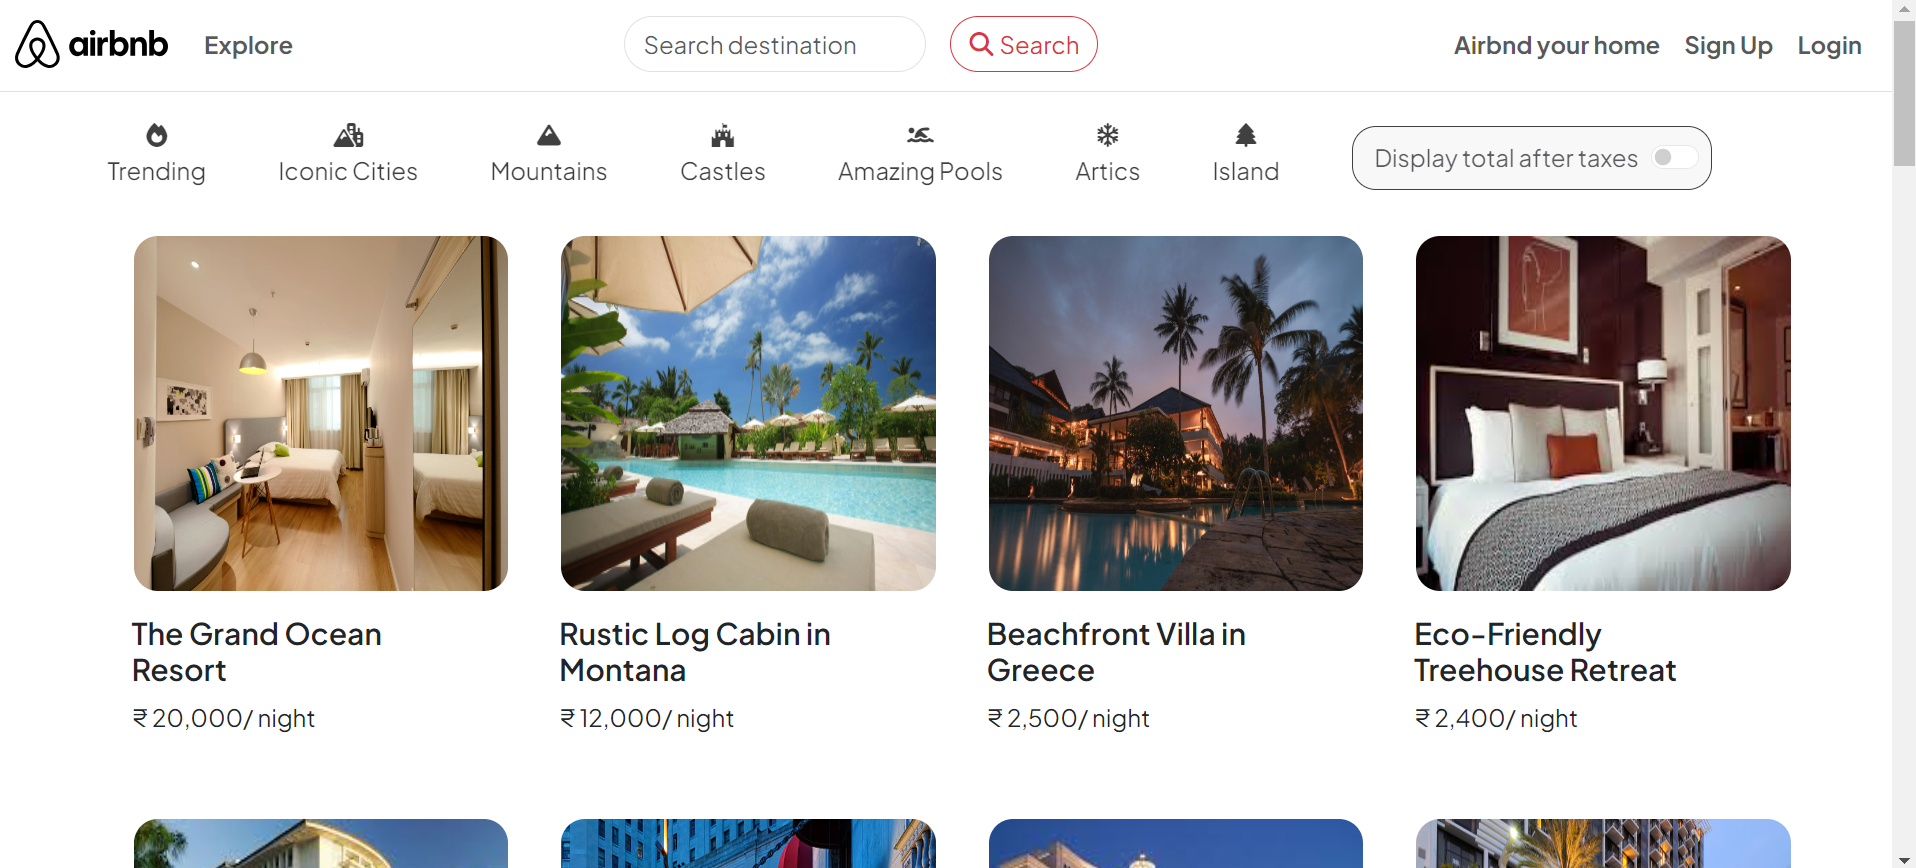 airbnb Explore Search destination Search Airbnd your home Sign Up Login
Trending Iconic Cities Mountains Castles Amazing Pools Artics Island Display total after taxes
The Grand Ocean
Resort
₹ 20,000/ night
Rustic Log Cabin in
Montana
₹ 12,000/ night
Beachfront Villa in
Greece
₹ 2,500/ night
Eco-Friendly
Treehouse Retreat
₹ 2,400/ night